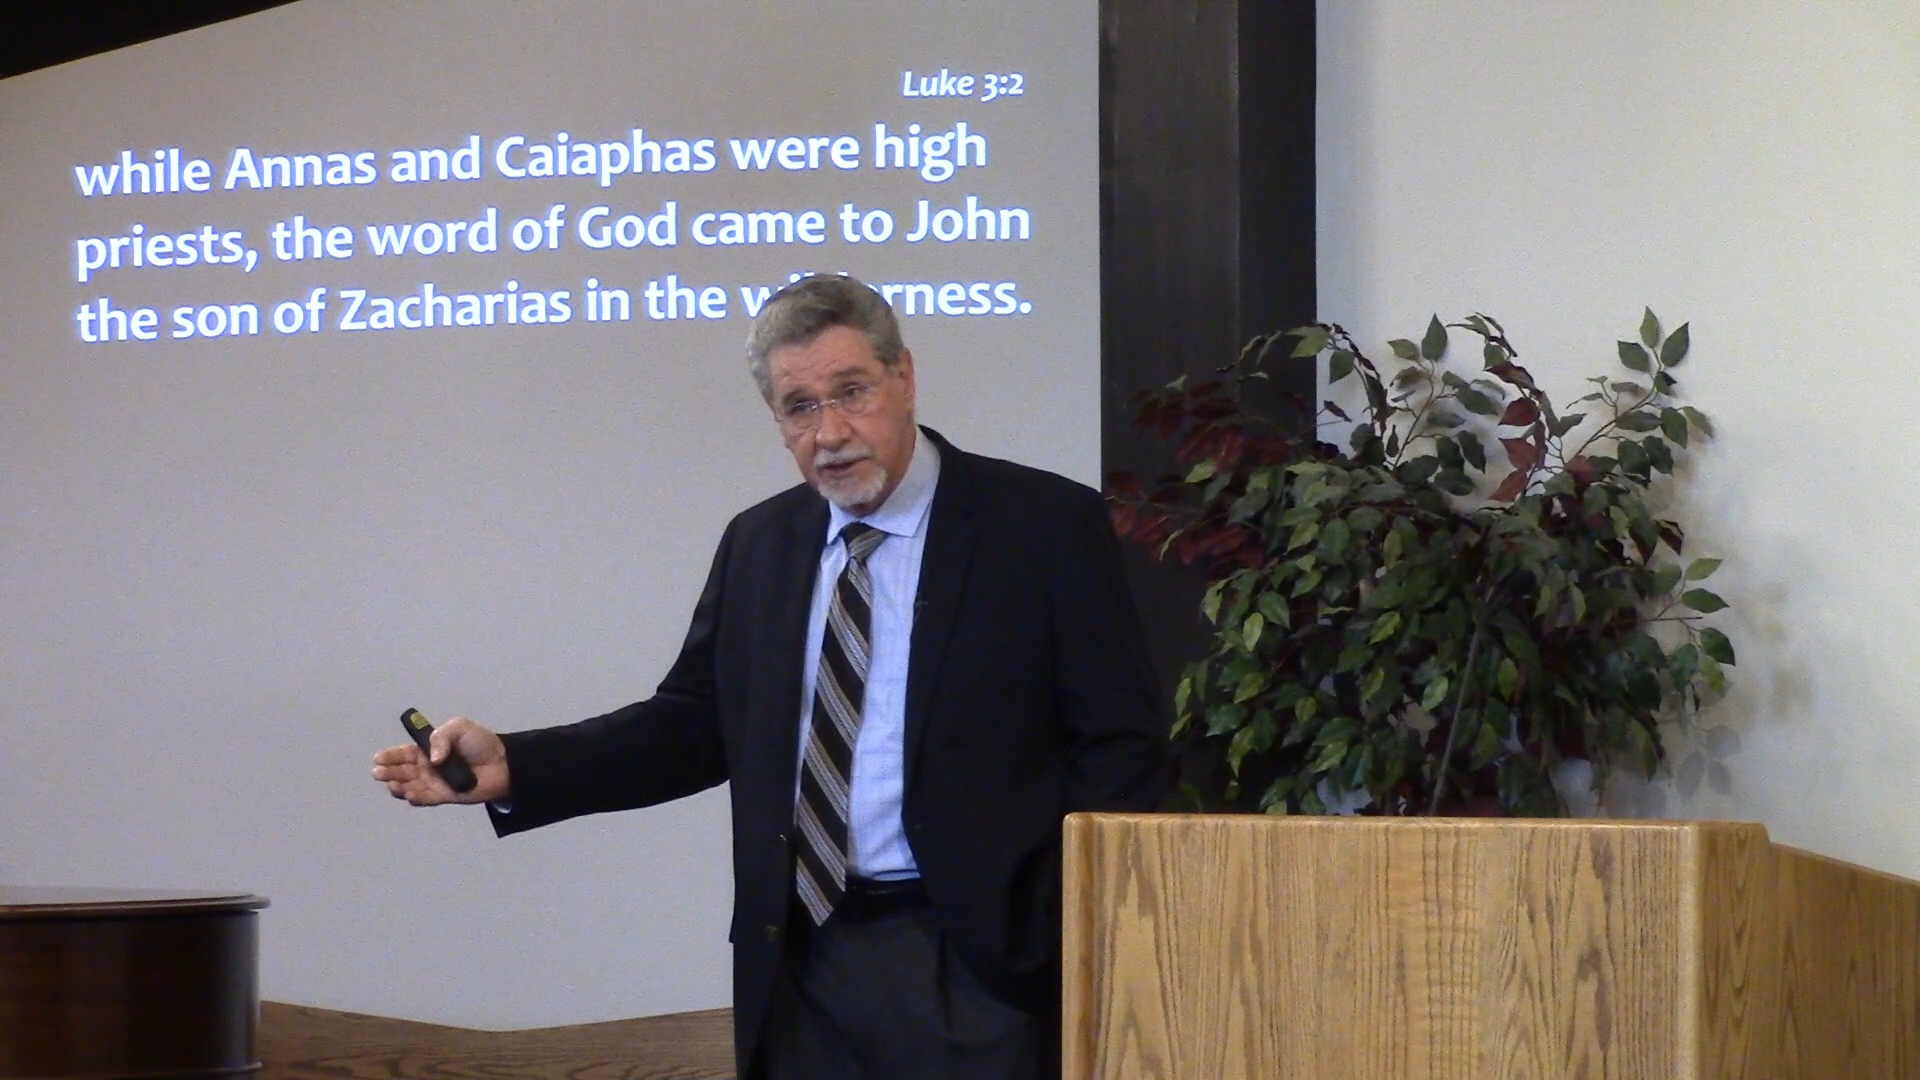 Luke 3:2
while Annas and Caiaphas were high
priests, the word of God came to John
the son of Zacharias in the wilderness.